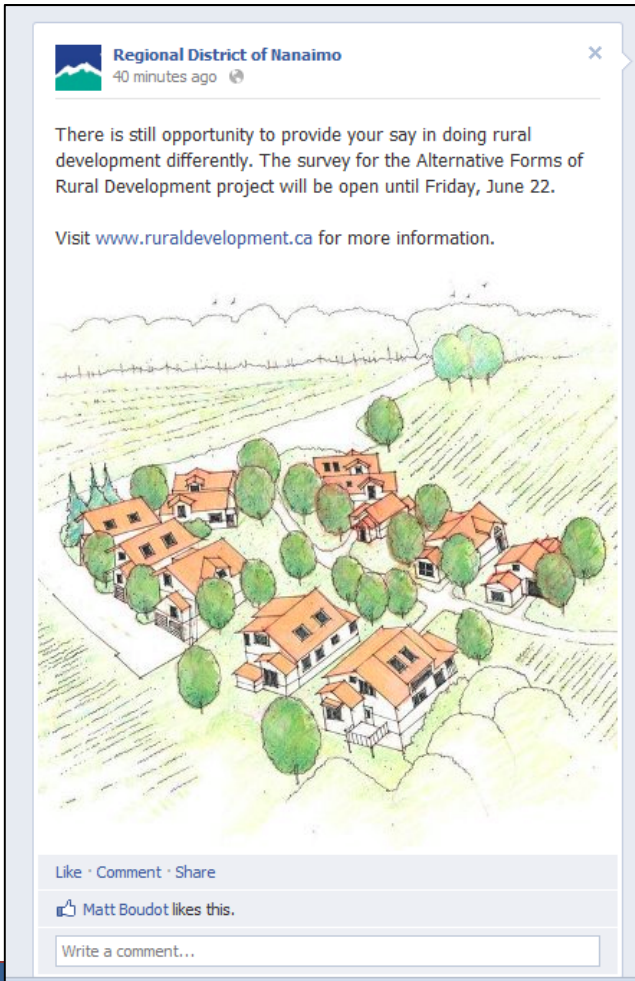 Regional District of Nanaimo
40 minutes ago
There is still opportunity to provide your say in doing rural
development differently. The survey for the Alternative Forms of
Rural Development project will be open until Friday, June 22.
Visit www.ruraldevelopment.ca for more information.
Like · Comment · Share
Matt Boudot likes this.
Write a comment...